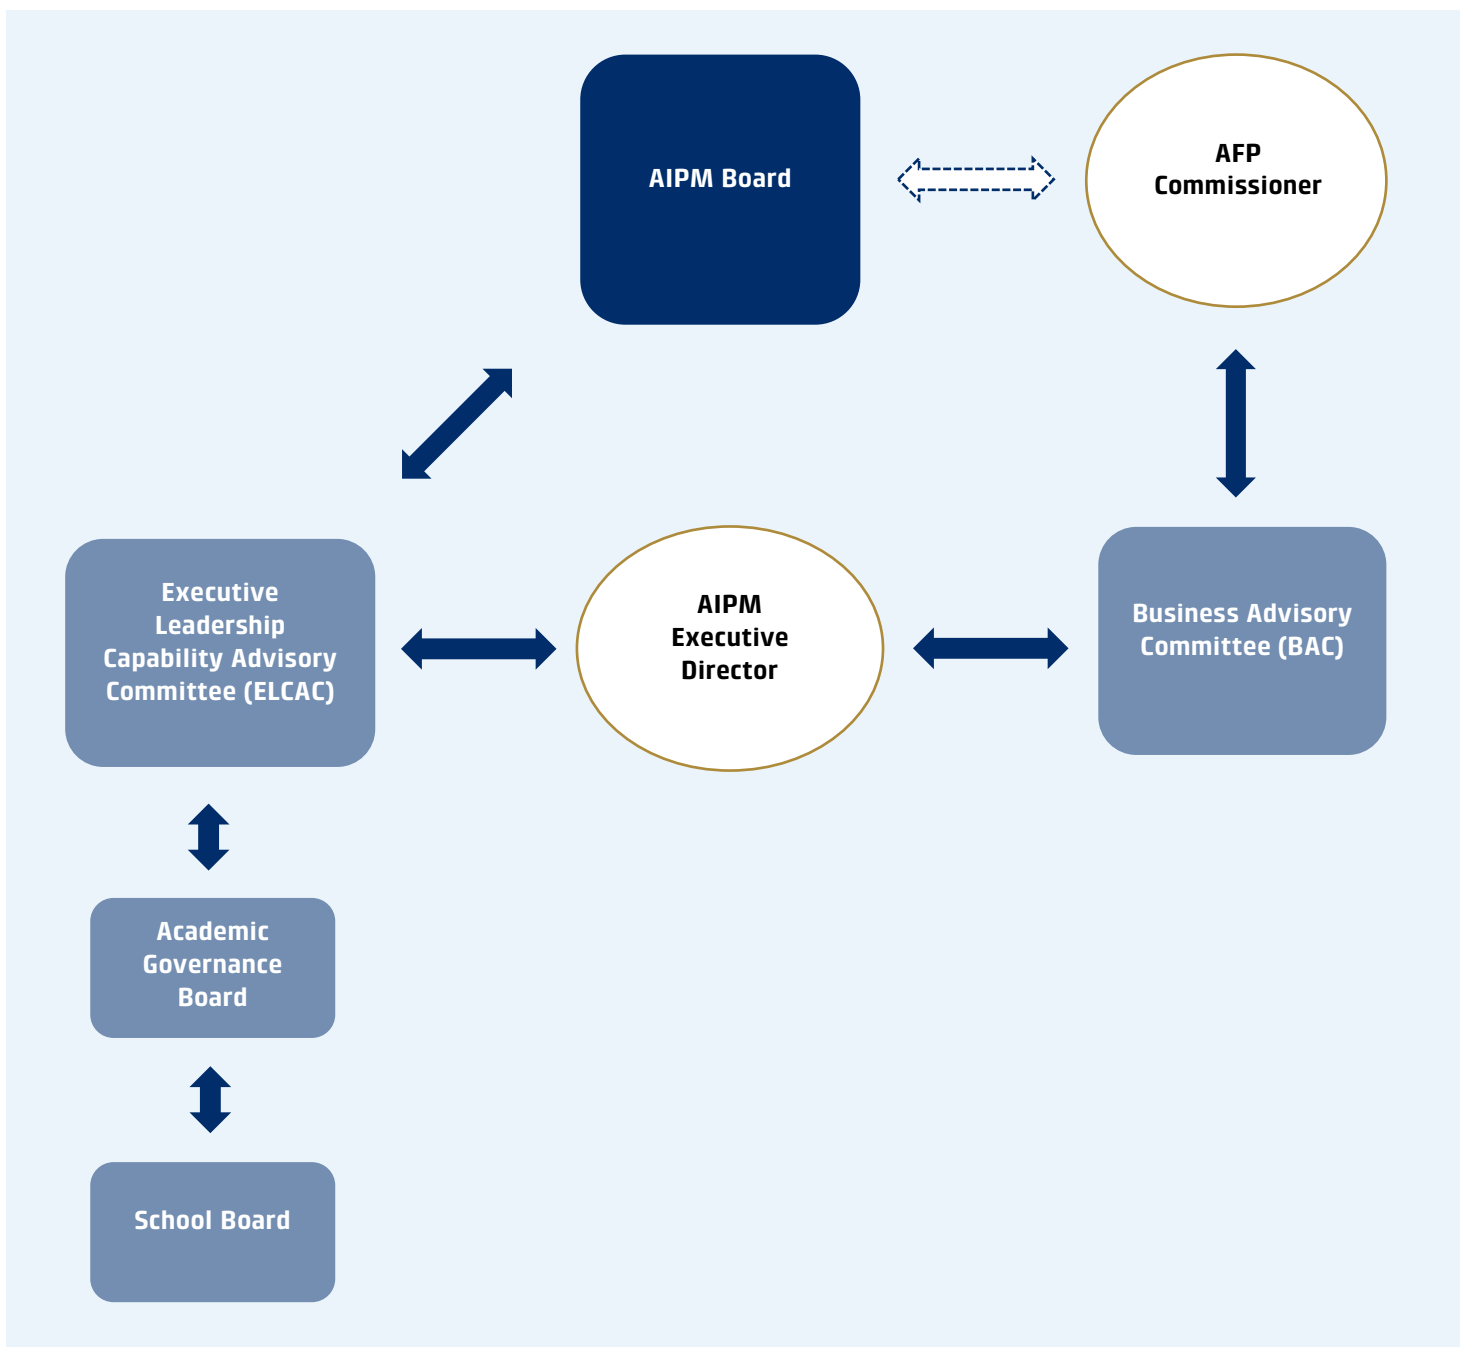 AIPM Board
AFP
Commissioner
Executive
Leadership
Capability Advisory
Committee (ELCAC)
AIPM
Executive
Director
Business Advisory
Committee (BAC)
Academic
Governance
Board
School Board